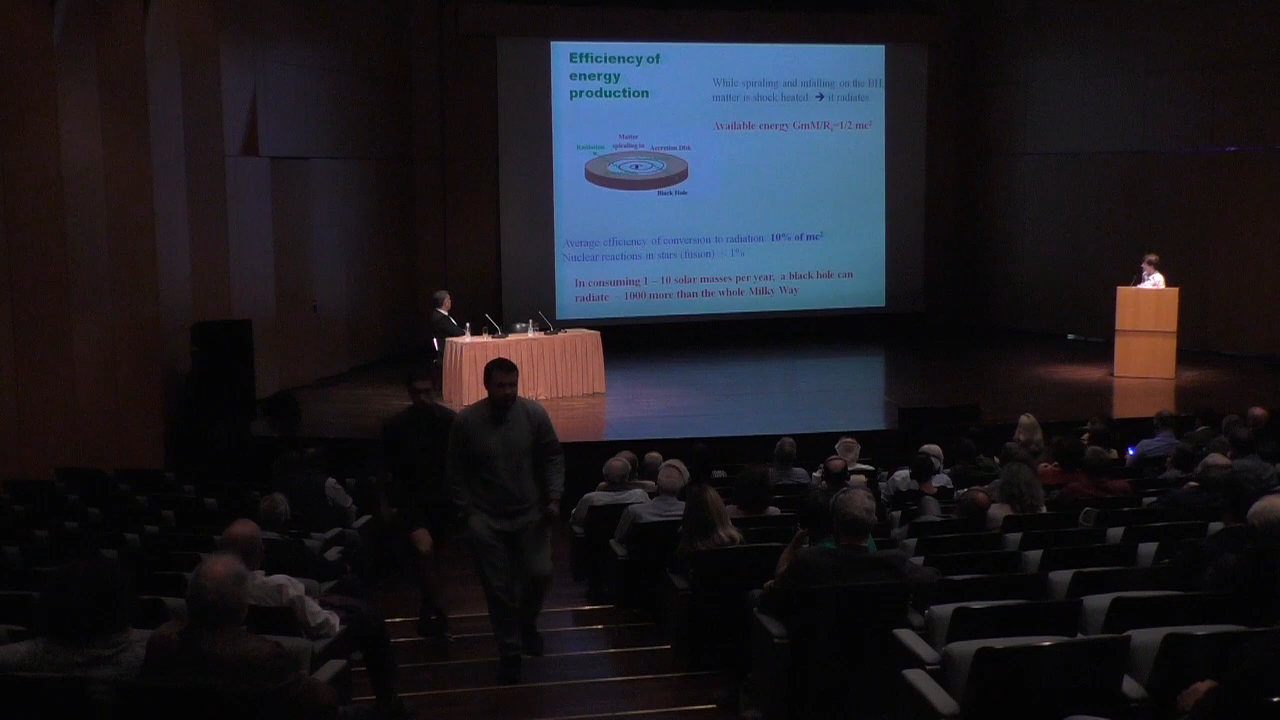 Efficiency of
energy
production
While spiraling and infalling on the BH,
matter is shock heated → it radiates
Available energy GmM/Rs=1/2 mc²
Matter
spiraling in
Radiation
Accretion Disk
Black Hole
Average efficiency of conversion to radiation: 10% of mc²
Nuclear reactions in stars (fusion) ~ 1%
In consuming 1 – 10 solar masses per year, a black hole can
radiate ~ 1000 more than the whole Milky Way